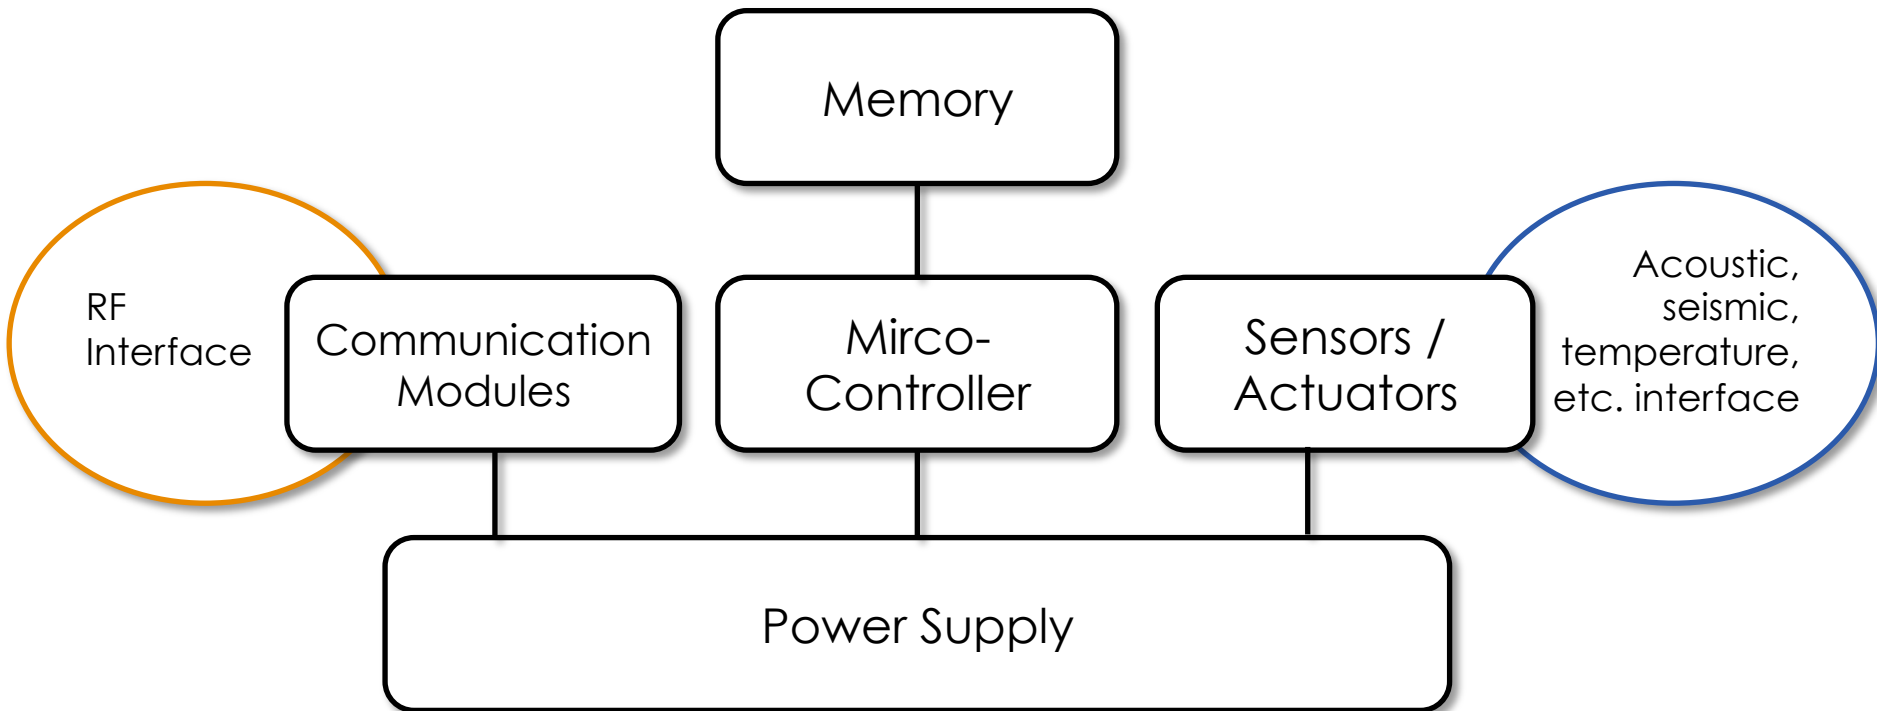 Memory
RF
Interface
Communication
Modules
Mirco-
Controller
Sensors /
Actuators
Acoustic,
seismic,
temperature,
etc. interface
Power Supply